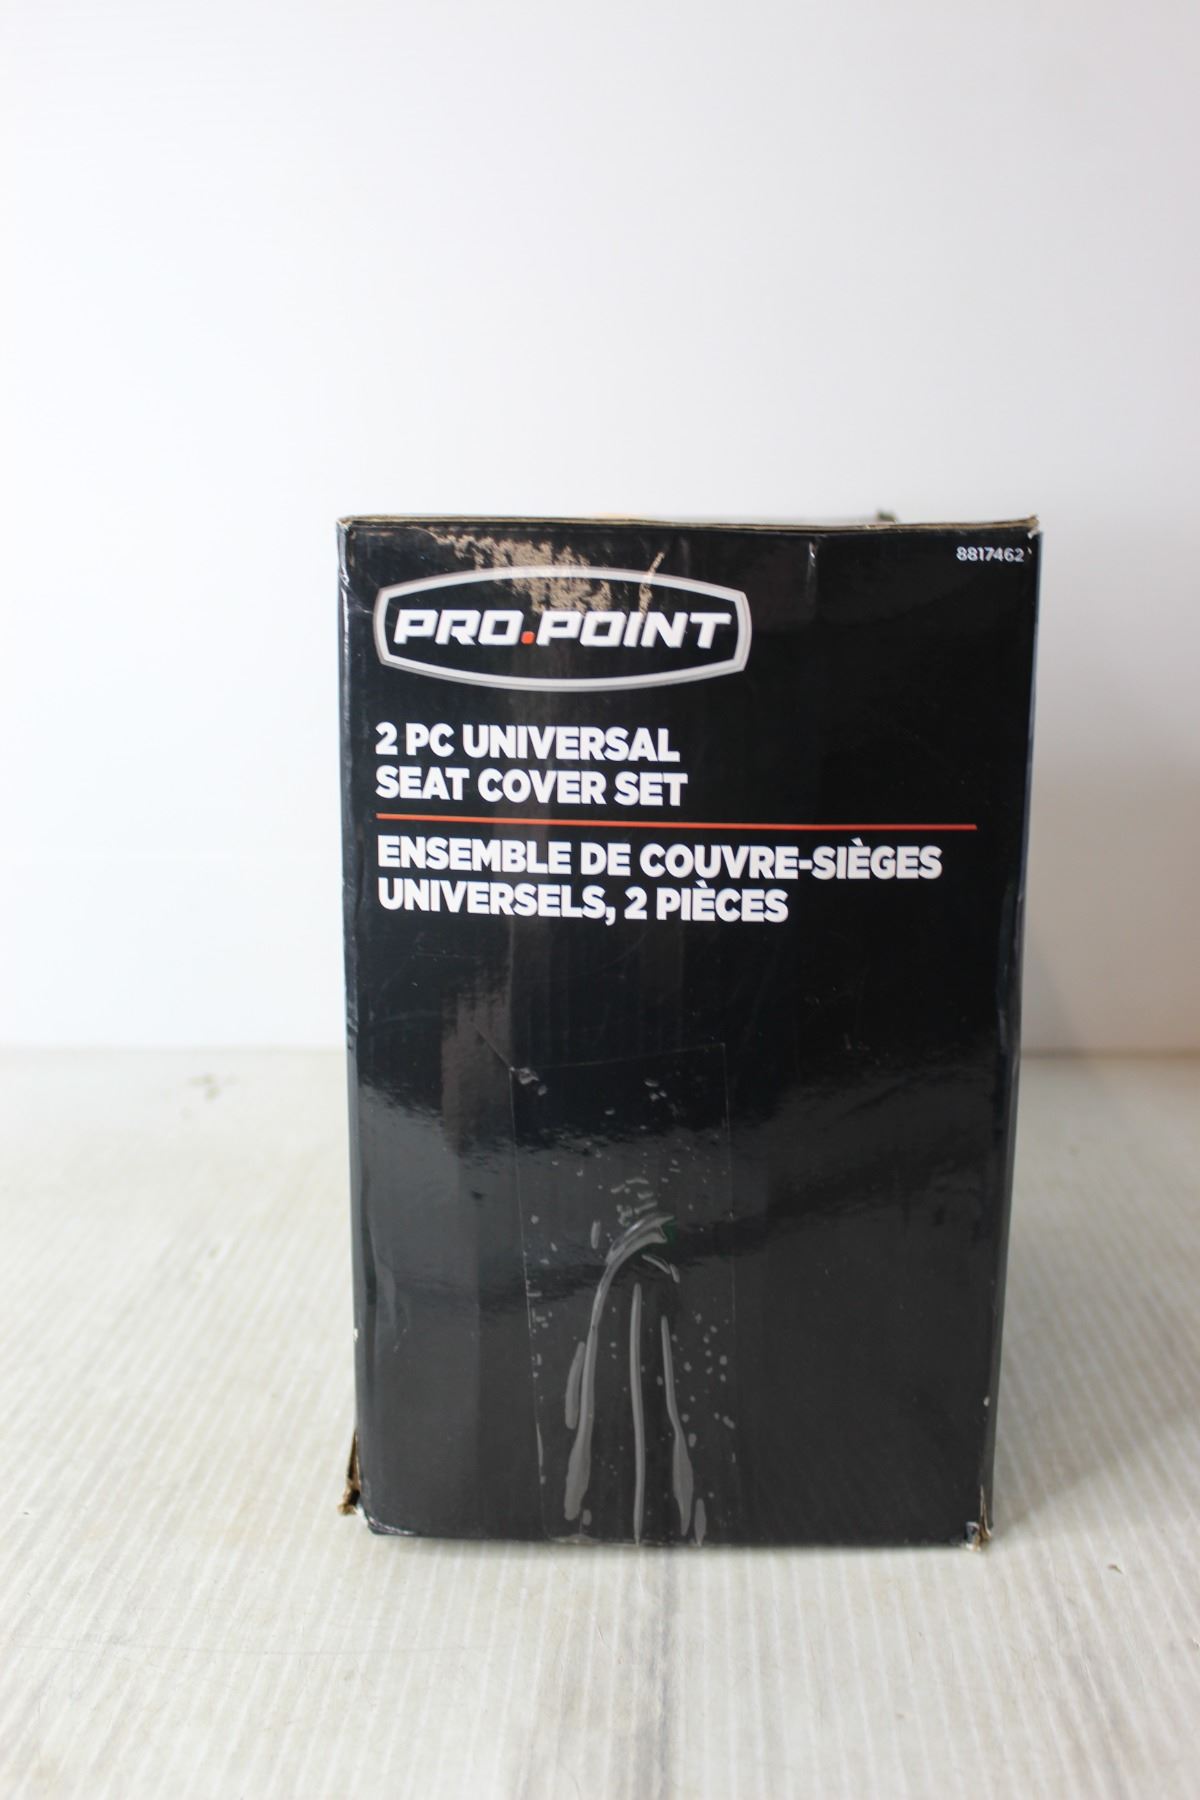 8817462
PRO.POINT
2 PC UNIVERSAL
SEAT COVER SET
ENSEMBLE DE COUVRE-SIÈGES
UNIVERSELS, 2 PIÈCES